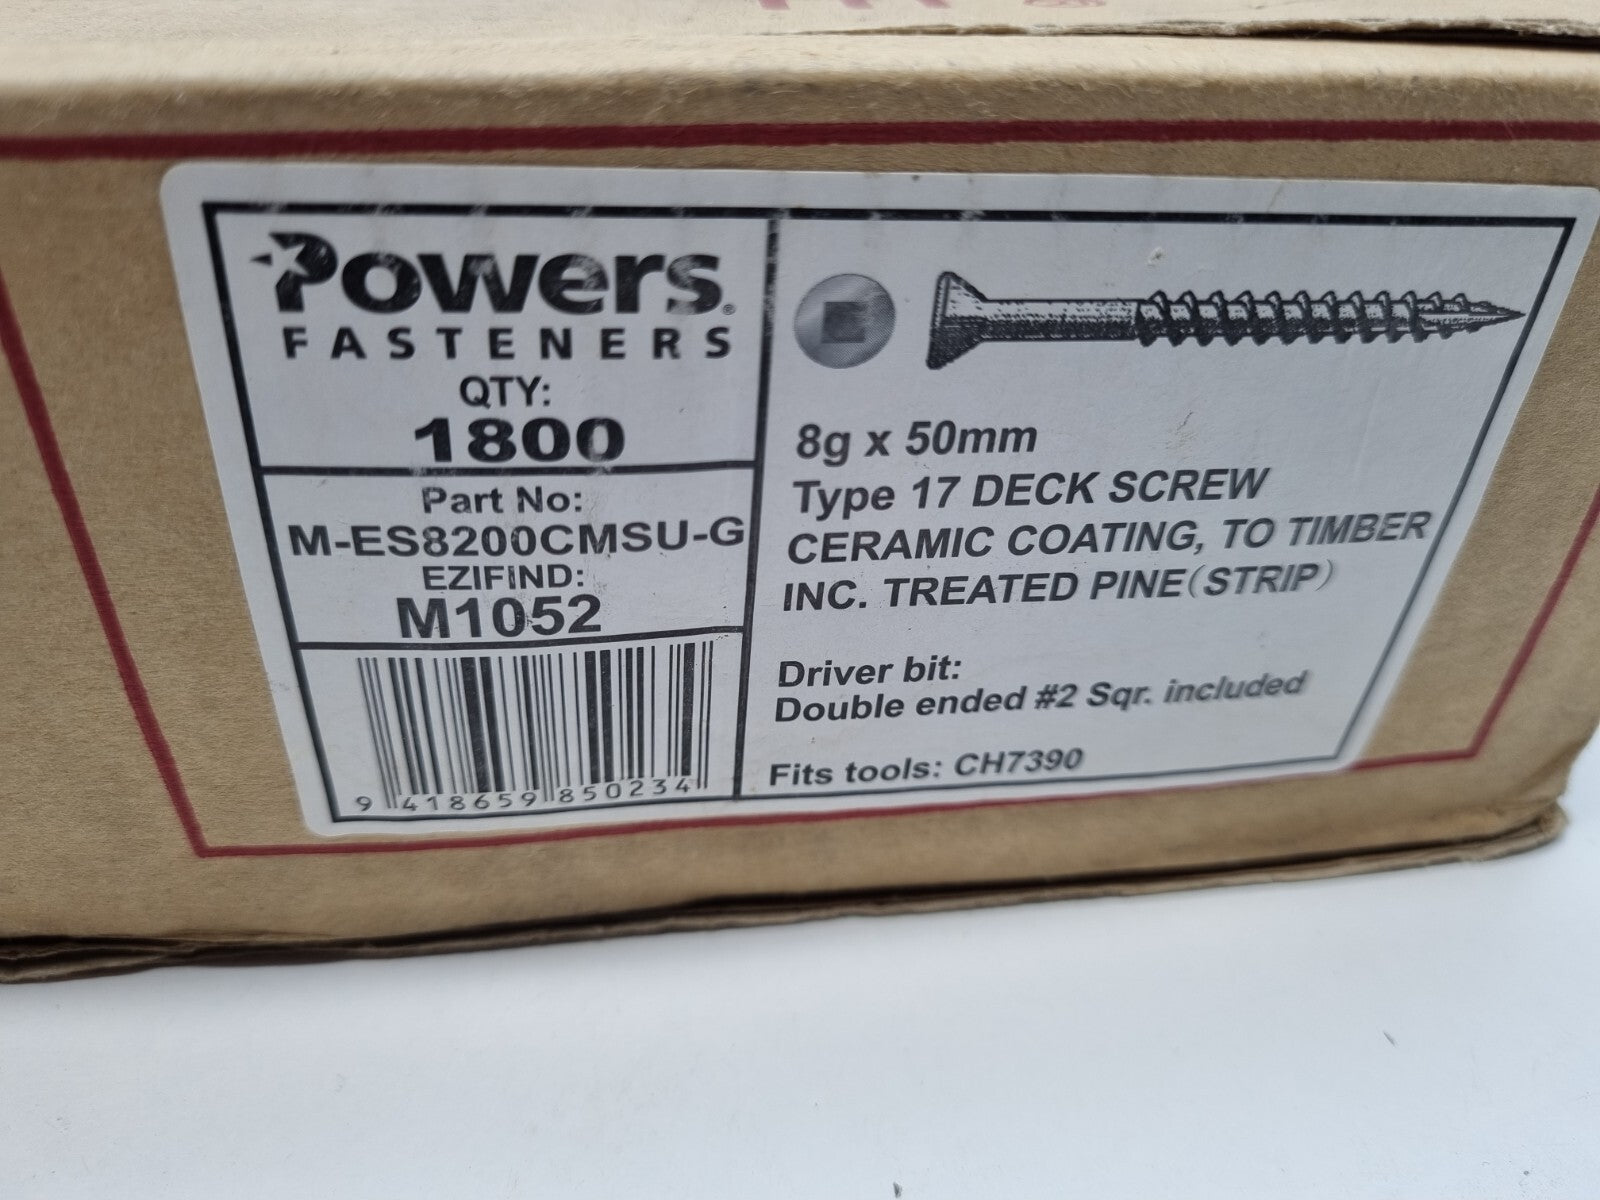 Powers®
FASTENERS
QTY:
1800
Part No:
M-ES8200CMSU-G
EZIFIND:
M1052
9 418659 850234
8g x 50mm
Type 17 DECK SCREW
CERAMIC COATING, TO TIMBER
INC. TREATED PINE(STRIP)
Driver bit:
Double ended #2 Sqr. included
Fits tools: CH7390